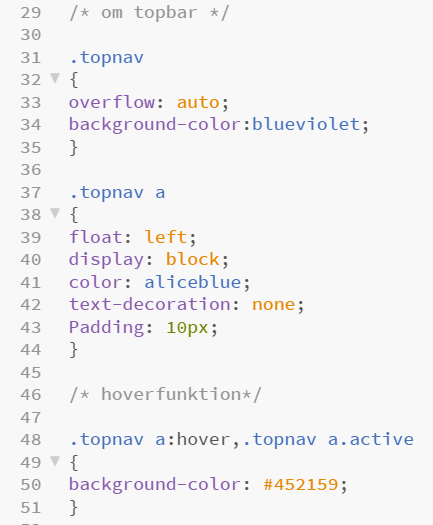 29 /* om topbar */
30
31 .topnav
32 {
33 overflow: auto;
34 background-color:blueviolet;
35 }
36
37 .topnav a
38 {
39 float: left;
40 display: block;
41 color: aliceblue;
42 text-decoration: none;
43 Padding: 10px;
44 }
45
46 /* hoverfunktion*/
47
48 .topnav a:hover,.topnav a.active
49 {
50 background-color: #452159;
51 }